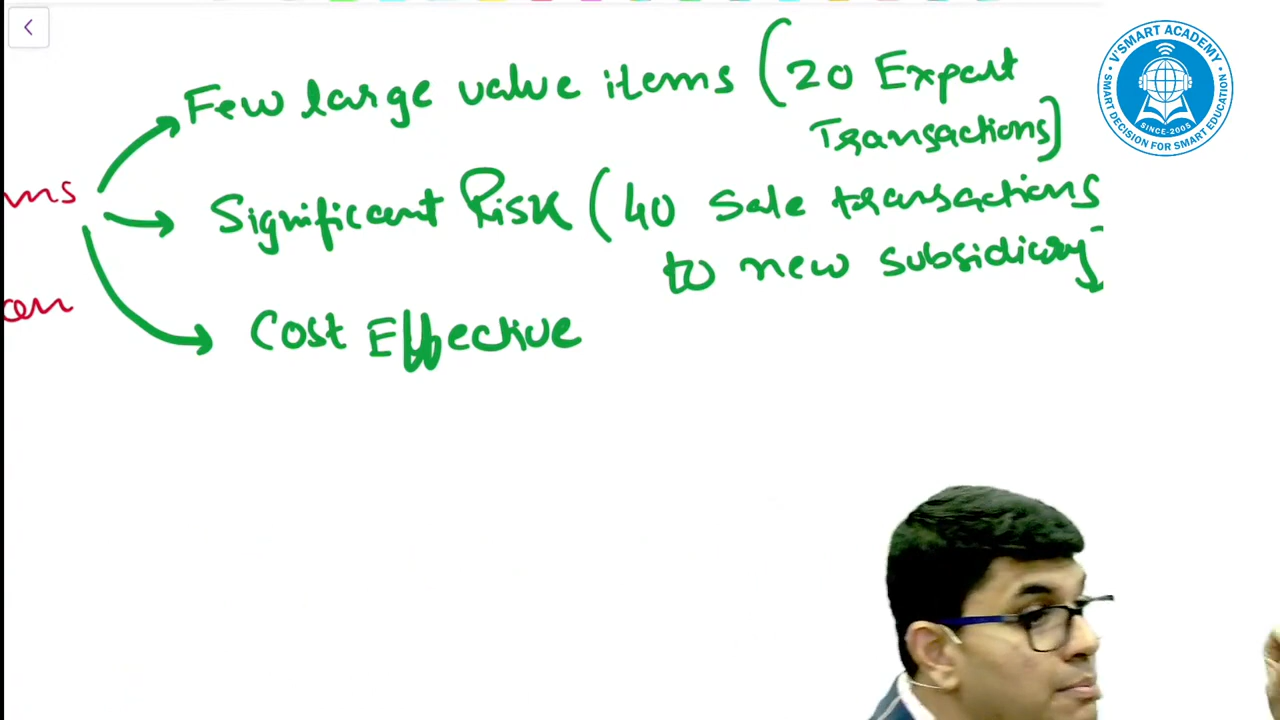 Few large value items (20 Export
Transactions)
Significant Risk (40 Sale transactions
to new subsidiary
Cost Effective
V'SMART ACADEMY
SINCE-2005
SMART DECISION FOR SMART EDUCATION